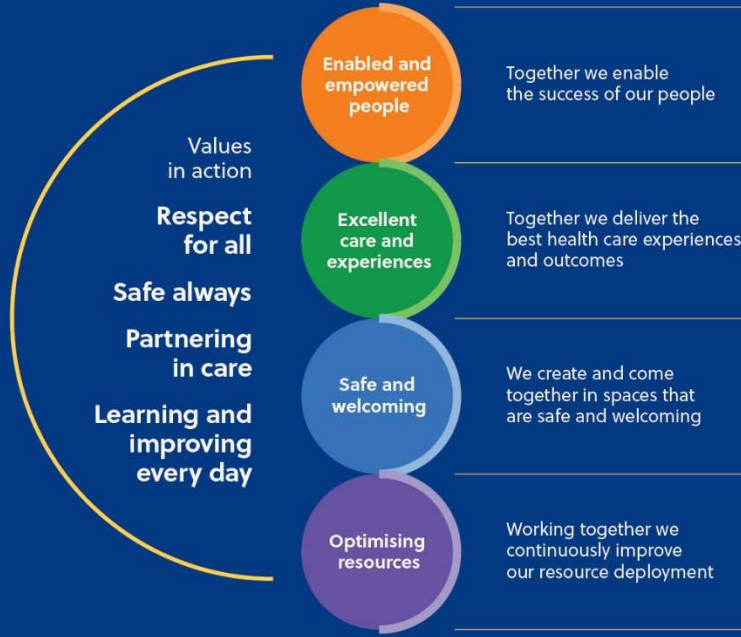 Values
in action
Respect
for all
Safe always
Partnering
in care
Learning and
improving
every day
Enabled and
empowered
people
Together we enable
the success of our people
Excellent
care and
experiences
Together we deliver the
best health care experiences
and outcomes
Safe and
welcoming
We create and come
together in spaces that
are safe and welcoming
Optimising
resources
Working together we
continuously improve
our resource deployment